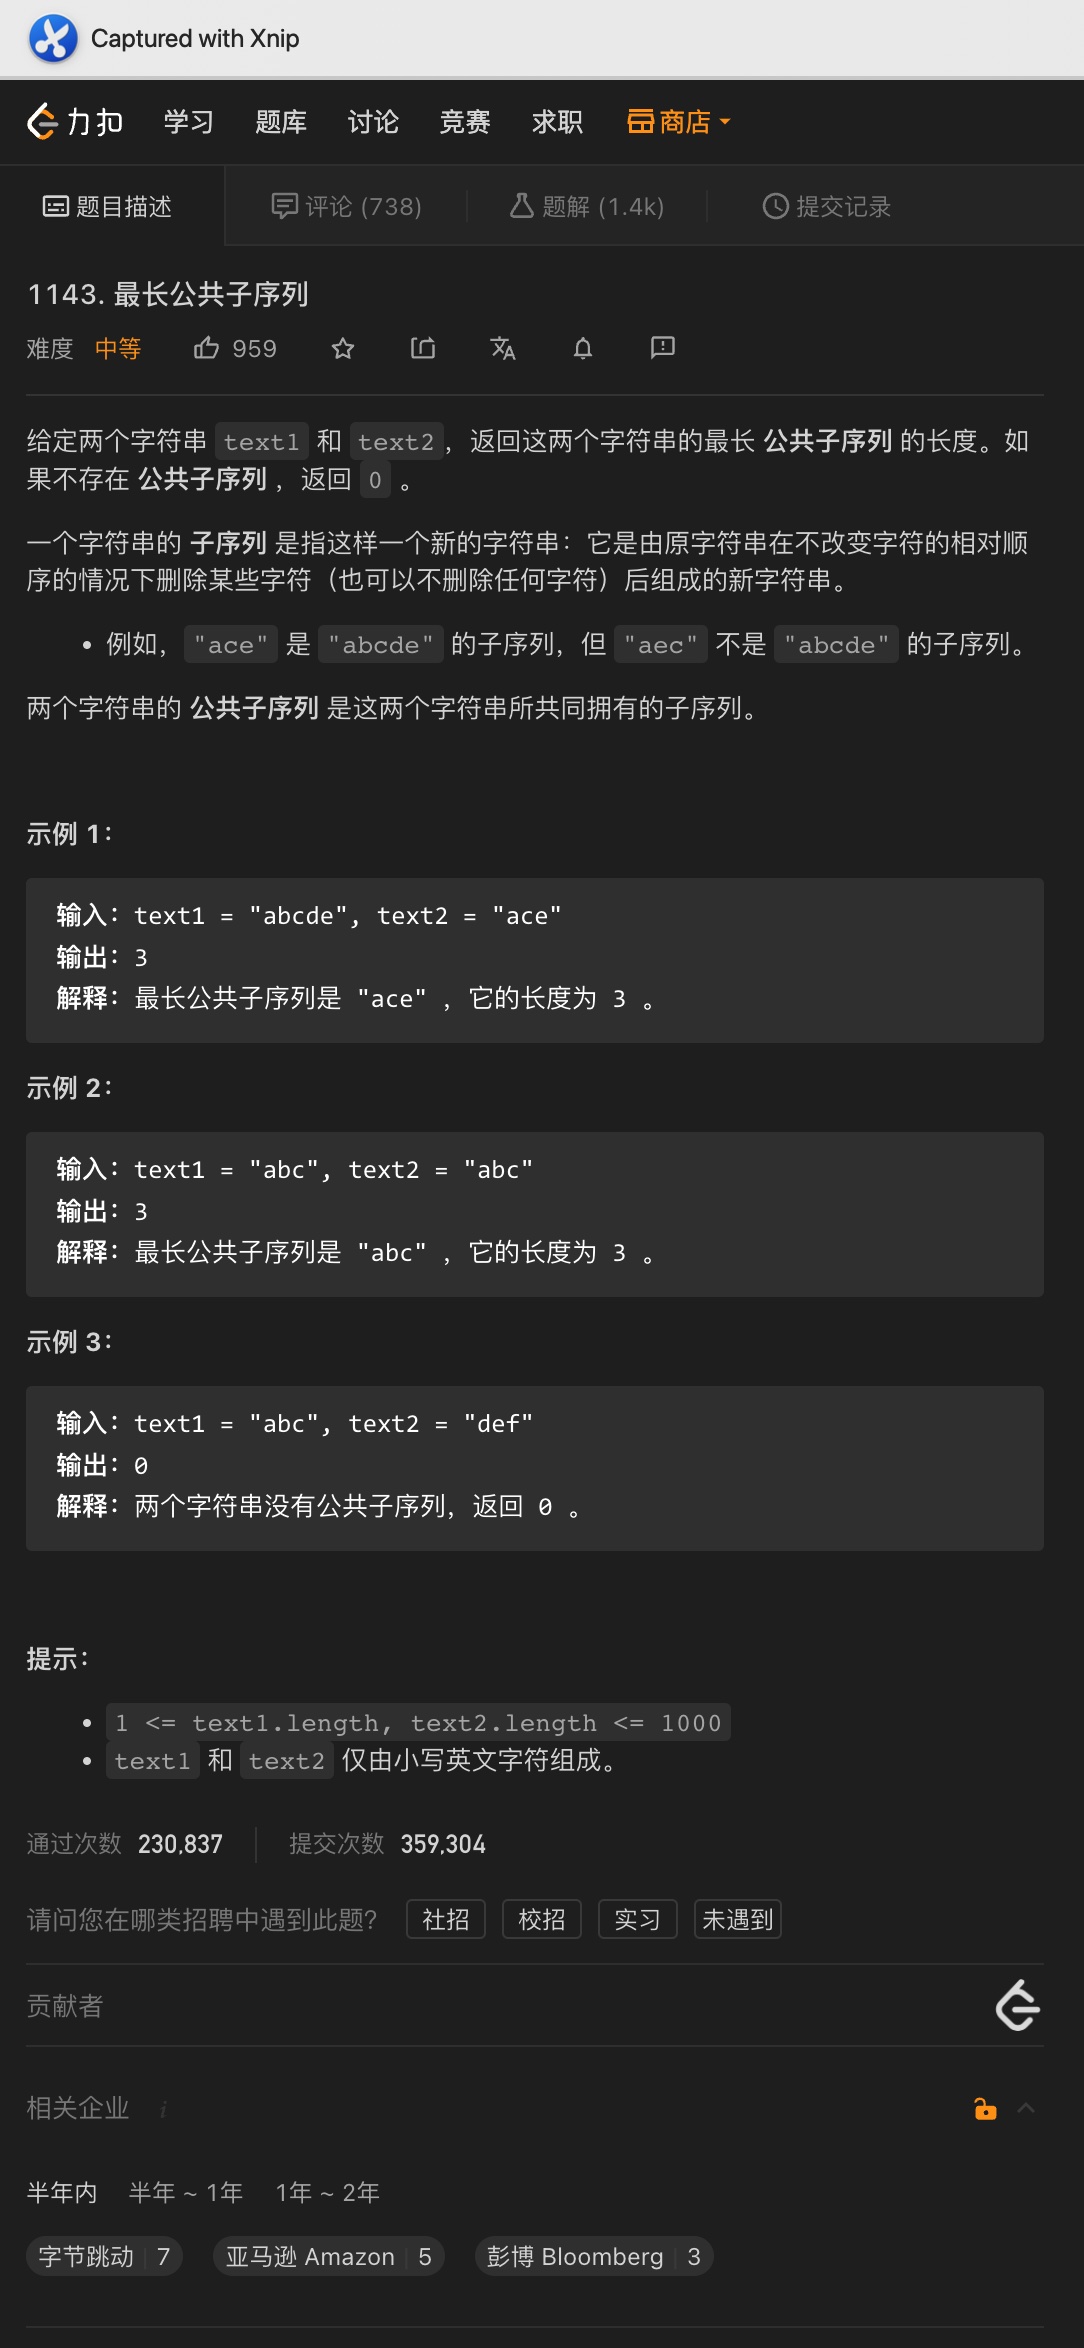 Captured with Xnip
力扣 学习 题库 讨论 竞赛 求职 商店
题目描述 评论 (738) 题解 (1.4k) 提交记录
1143. 最长公共子序列
难度 中等 959
给定两个字符串 text1 和 text2，返回这两个字符串的最长 公共子序列 的长度。如
果不存在 公共子序列 ，返回 0 。
一个字符串的 子序列 是指这样一个新的字符串：它是由原字符串在不改变字符的相对顺
序的情况下删除某些字符（也可以不删除任何字符）后组成的新字符串。
• 例如，"ace" 是 "abcde" 的子序列，但 "aec" 不是 "abcde" 的子序列。
两个字符串的 公共子序列 是这两个字符串所共同拥有的子序列。
示例 1：
输入：text1 = "abcde", text2 = "ace"
输出：3
解释：最长公共子序列是 "ace" ，它的长度为 3 。
示例 2：
输入：text1 = "abc", text2 = "abc"
输出：3
解释：最长公共子序列是 "abc" ，它的长度为 3 。
示例 3：
输入：text1 = "abc", text2 = "def"
输出：0
解释：两个字符串没有公共子序列，返回 0 。
提示：
• 1 <= text1.length, text2.length <= 1000
• text1 和 text2 仅由小写英文字符组成。
通过次数 230,837 提交次数 359,304
请问您在哪类招聘中遇到此题？ 社招 校招 实习 未遇到
贡献者
相关企业 i
半年内 半年 ~ 1年 1年 ~ 2年
字节跳动 7 亚马逊 Amazon 5 彭博 Bloomberg 3